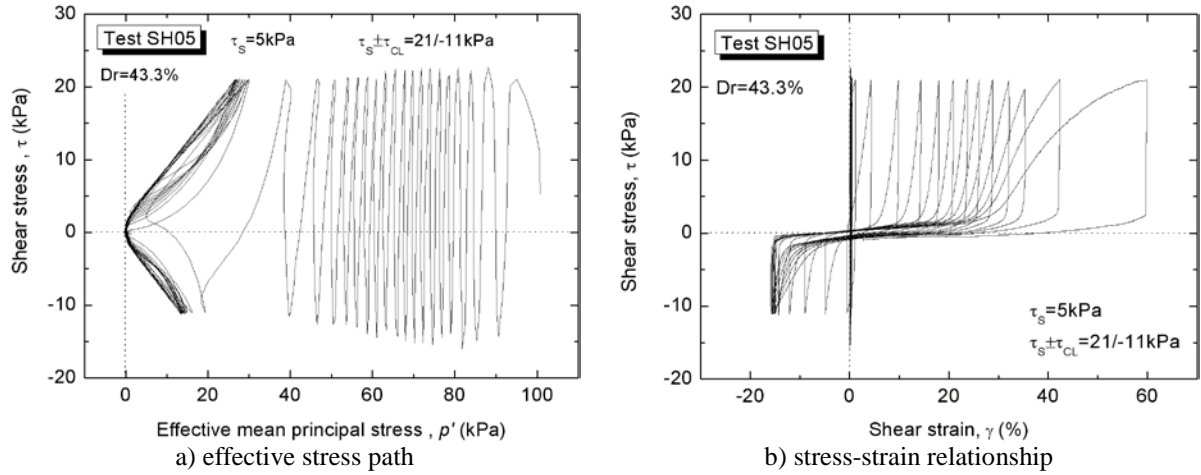 30
20
10
0
-10
-20
Shear stress , τ (kPa)
Test SH05
τS=5kPa
τS±τCL=21/-11kPa
Dr=43.3%
0 20 40 60 80 100
Effective mean principal stress , p' (kPa)
a) effective stress path
30
20
10
0
-10
-20
Shear stress, τ (kPa)
Test SH05
Dr=43.3%
τS=5kPa
τS±τCL=21/-11kPa
-20 0 20 40 60
Shear strain, γ (%)
b) stress-strain relationship